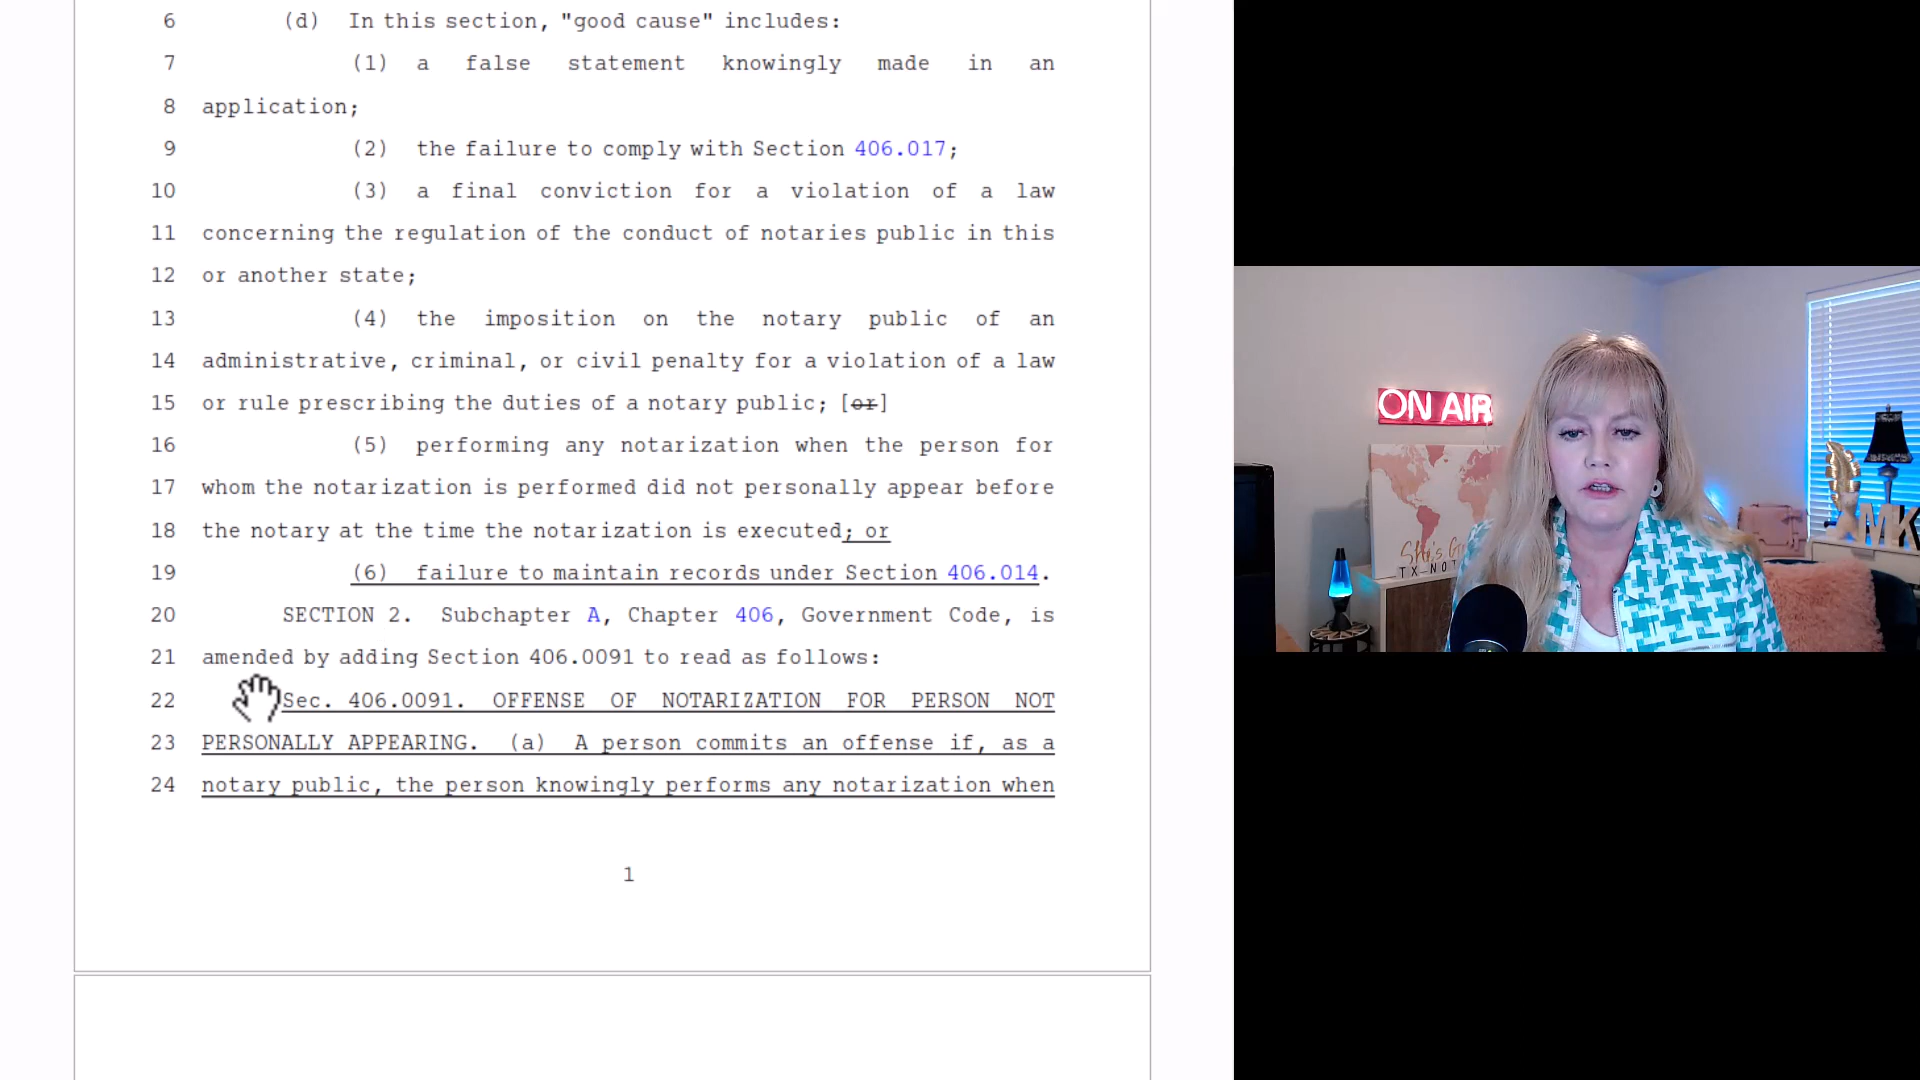 6 (d) In this section, "good cause" includes:
7 (1) a false statement knowingly made in an
8 application;
9 (2) the failure to comply with Section 406.017;
10 (3) a final conviction for a violation of a law
11 concerning the regulation of the conduct of notaries public in this
12 or another state;
13 (4) the imposition on the notary public of an
14 administrative, criminal, or civil penalty for a violation of a law
15 or rule prescribing the duties of a notary public; [or]
16 (5) performing any notarization when the person for
17 whom the notarization is performed did not personally appear before
18 the notary at the time the notarization is executed; or
19 (6) failure to maintain records under Section 406.014.
20 SECTION 2. Subchapter A, Chapter 406, Government Code, is
21 amended by adding Section 406.0091 to read as follows:
22 Sec. 406.0091. OFFENSE OF NOTARIZATION FOR PERSON NOT
23 PERSONALLY APPEARING. (a) A person commits an offense if, as a
24 notary public, the person knowingly performs any notarization when
1
ON AIR
MK